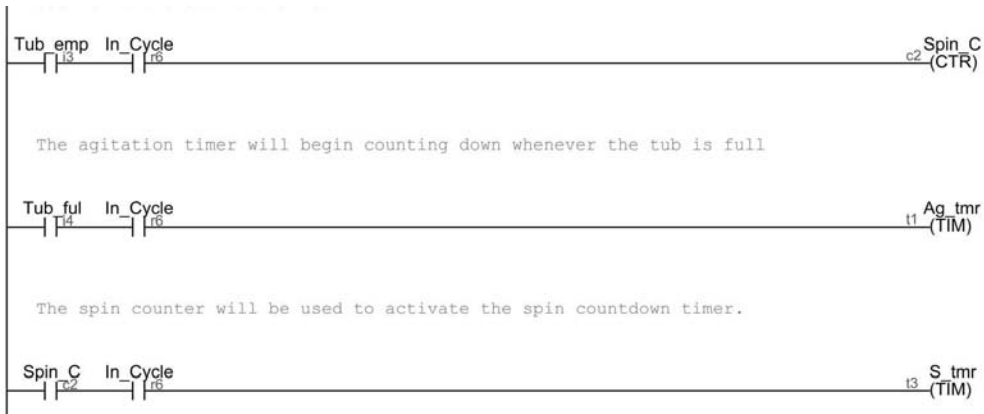 Tub_emp In_Cycle Spin_C
i3 r6 c2 (CTR)
The agitation timer will begin counting down whenever the tub is full
Tub_ful In_Cycle Ag_tmr
i4 r6 t1 (TIM)
The spin counter will be used to activate the spin countdown timer.
Spin_C In_Cycle S_tmr
c2 r6 t3 (TIM)